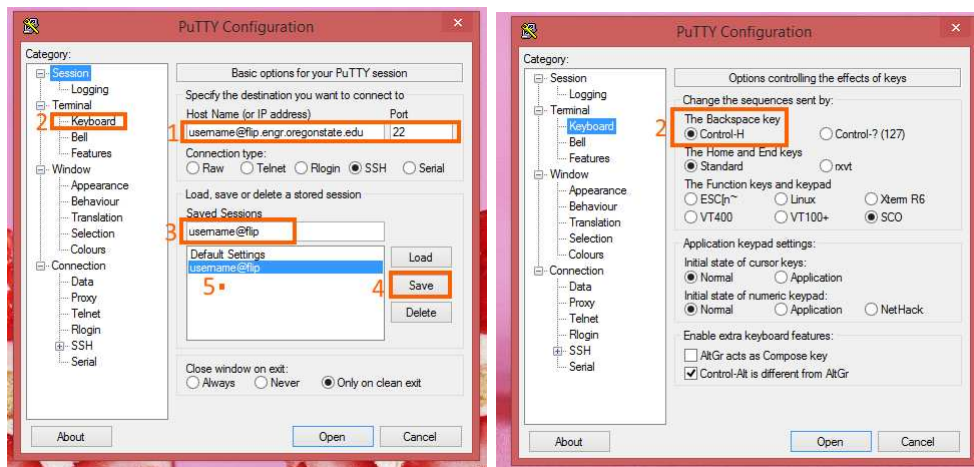 PuTTY Configuration
Category:
Session
Logging
Terminal
2 Keyboard
Bell
Features
Window
Appearance
Behaviour
Translation
Selection
Colours
Connection
Data
Proxy
Telnet
Rlogin
SSH
Serial
Basic options for your PuTTY session
Specify the destination you want to connect to
Host Name (or IP address) Port
1 username@flip.engr.oregonstate.edu 22
Connection type:
Raw Telnet Rlogin SSH Serial
Load, save or delete a stored session
Saved Sessions
3 username@flip
Default Settings Load
username@flip
5 4 Save
Delete
Close window on exit:
Always Never Only on clean exit
About Open Cancel
PuTTY Configuration
Category:
Session
Logging
Terminal
Keyboard
Bell
Features
Window
Appearance
Behaviour
Translation
Selection
Colours
Connection
Data
Proxy
Telnet
Rlogin
SSH
Serial
Options controlling the effects of keys
Change the sequences sent by:
The Backspace key
2 Control-H Control-? (127)
The Home and End keys
Standard rxvt
The Function keys and keypad
ESC[n~ Linux Xterm R6
VT400 VT100+ SCO
Application keypad settings:
Initial state of cursor keys:
Normal Application
Initial state of numeric keypad:
Normal Application NetHack
Enable extra keyboard features:
AltGr acts as Compose key
Control-Alt is different from AltGr
About Open Cancel